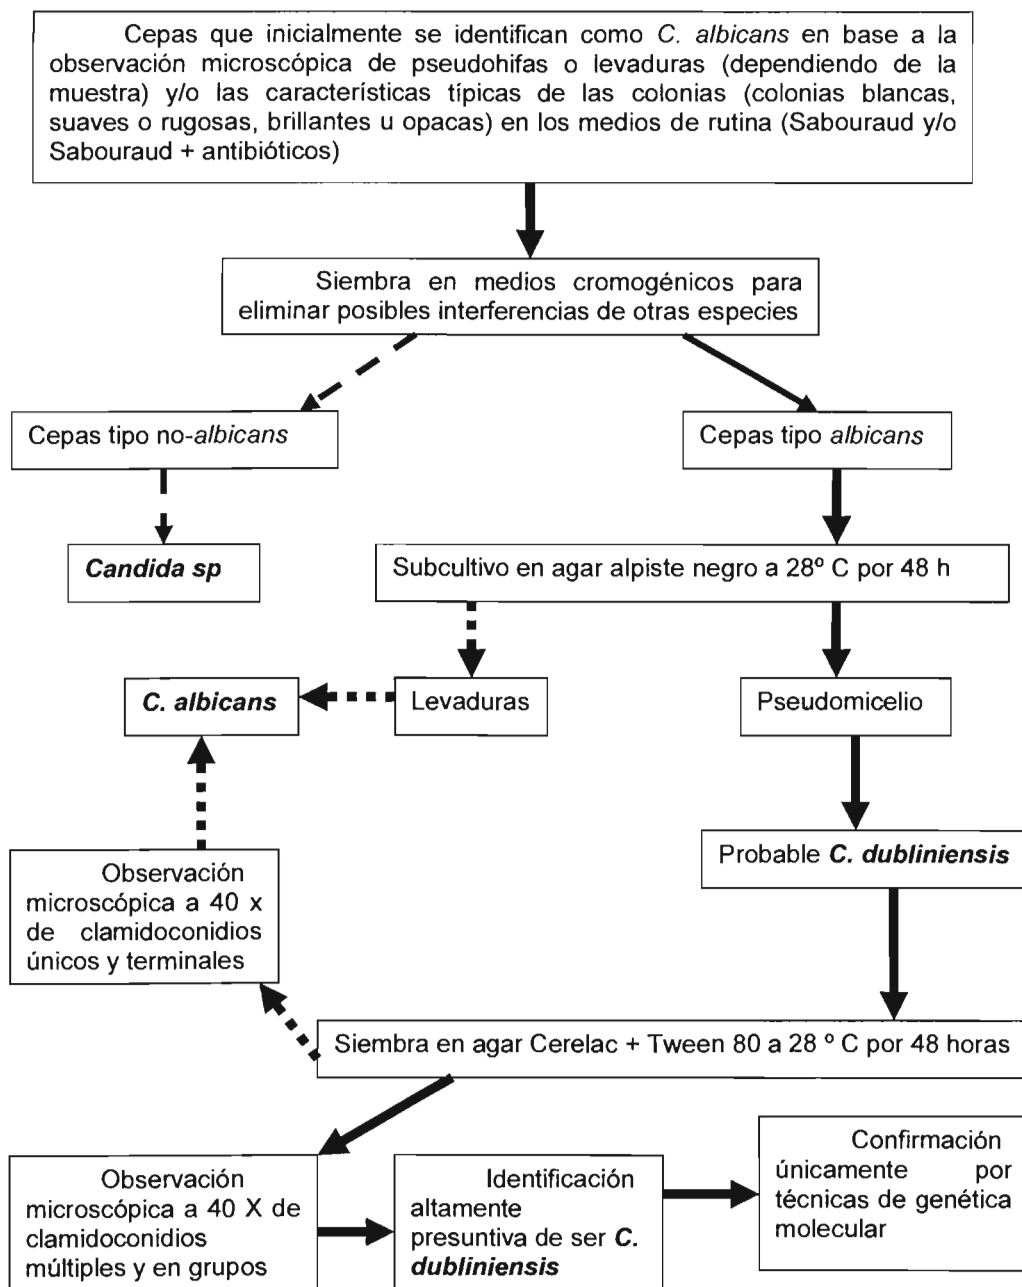 Cepas que inicialmente se identifican como C. albicans en base a la
observación microscópica de pseudohifas o levaduras (dependiendo de la
muestra) y/o las características típicas de las colonias (colonias blancas,
suaves o rugosas, brillantes u opacas) en los medios de rutina (Sabouraud y/o
Sabouraud + antibióticos)
Siembra en medios cromogénicos para
eliminar posibles interferencias de otras especies
Cepas tipo no-albicans
Cepas tipo albicans
Candida sp
Subcultivo en agar alpiste negro a 28º C por 48 h
C. albicans
Levaduras
Pseudomicelio
Probable C. dubliniensis
Observación
microscópica a 40 x
de clamidoconidios
únicos y terminales
Siembra en agar Cerelac + Tween 80 a 28 º C por 48 horas
Observación
microscópica a 40 X de
clamidoconidios
múltiples y en grupos
Identificación
altamente
presuntiva de ser C.
dubliniensis
Confirmación
únicamente por
técnicas de genética
molecular